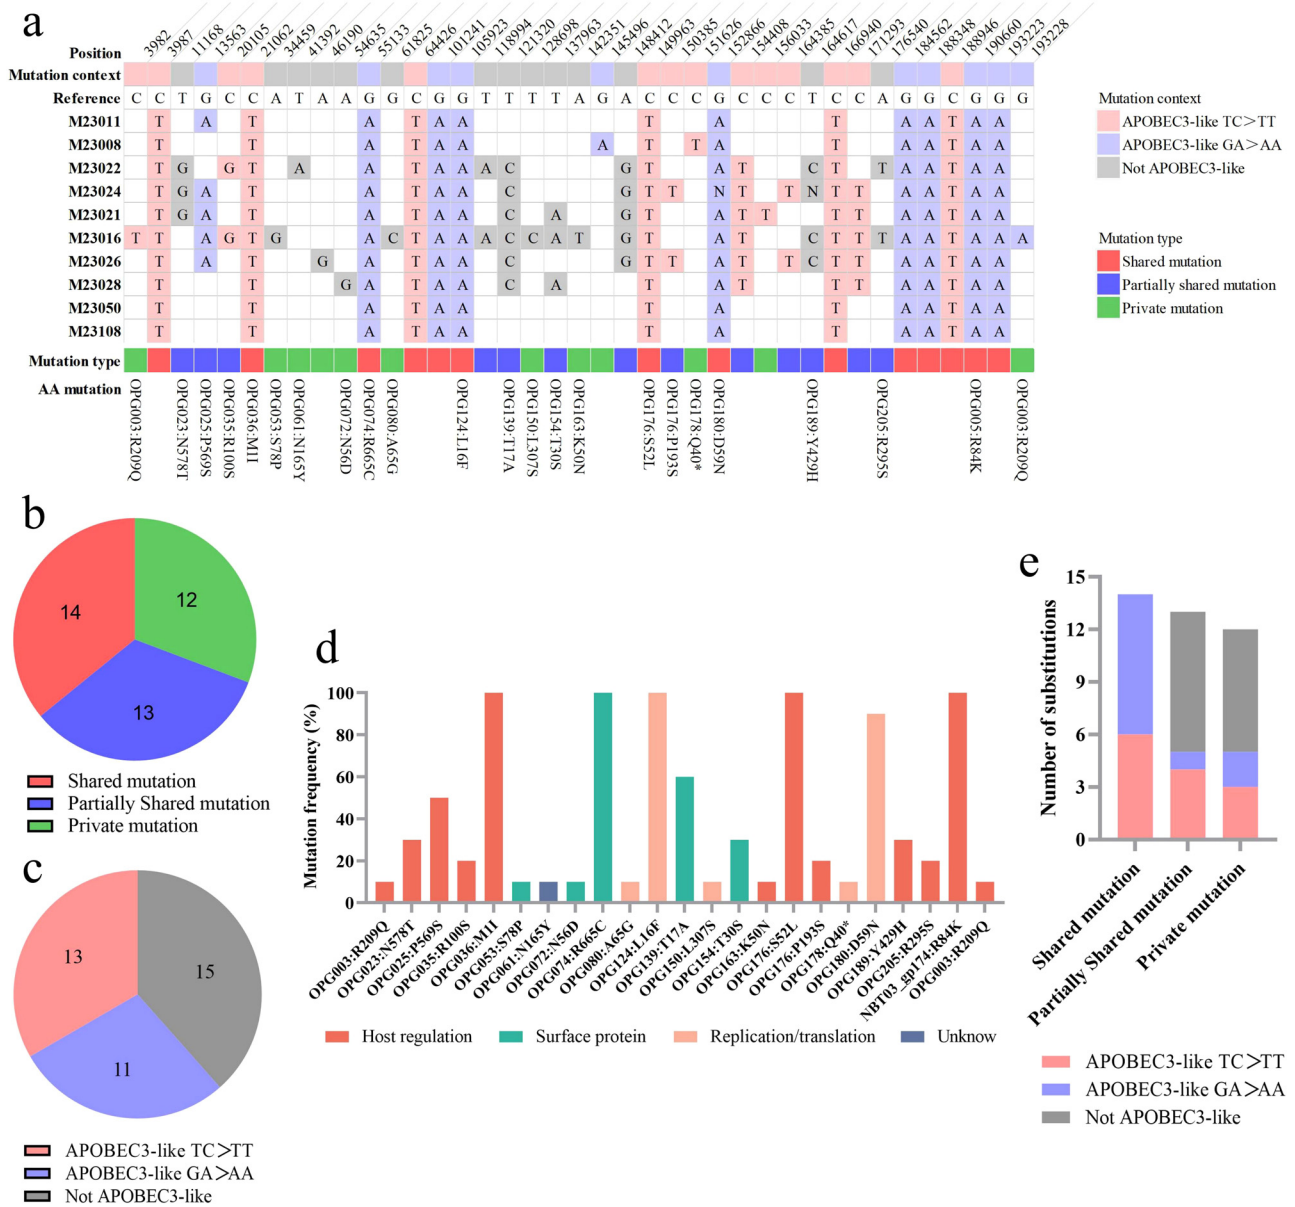 a
Position 3982 3987 11168 13563 20105 21062 34459 41392 46190 54635 55133 61825 64426 101241 105923 118994 121320 128698 137963 142351 145496 148412 149963 150385 151626 152866 154408 156033 164385 164617 166940 171293 176540 184562 188348 188946 190660 193223 193228
Mutation context
Reference C C T G C C A T A A G G C G G T T T T A G A C C C G C C C T C C A G G C G G G
M23011 T A T A T A A T A T A A T A A
M23008 T T A T A A A T T A T A A T A A
M23022 T G G T A A T A A A C G T A T C T T A A T A A
M23024 T G A T A T A A C G T T N T T N T T A A T A A
M23021 T G A T A T A A C A G T A T T T T A A T A A
M23016 T T A G T G A C T A A A C C A T G T A T C T T T A A T A A A
M23026 T A T G A T A A C G T T A T T C T T A A T A A
M23028 T T G A T A A C A T A T T T A A T A A
M23050 T T A T A A T A T A A T A A
M23108 T T A T A A T A T A A T A A
Mutation type
AA mutation OPG003:R209Q OPG023:N578T OPG025:P569S OPG035:R100S OPG036:M1I OPG053:S78P OPG061:N165Y OPG072:N56D OPG074:R665C OPG080:A65G OPG124:L16F OPG139:T17A OPG150:L307S OPG154:T30S OPG163:K50N OPG176:S52L OPG176:P193S OPG178:Q40* OPG180:D59N OPG189:Y429H OPG205:R295S OPG005:R84K OPG003:R209Q
Mutation context
APOBEC3-like TC>TT
APOBEC3-like GA>AA
Not APOBEC3-like
Mutation type
Shared mutation
Partially shared mutation
Private mutation
b
14
12
13
Shared mutation
Partially Shared mutation
Private mutation
c
13
15
11
APOBEC3-like TC>TT
APOBEC3-like GA>AA
Not APOBEC3-like
d
Mutation frequency (%)
100
80
60
40
20
0
OPG003:R209Q
OPG023:N578T
OPG025:P569S
OPG035:R100S
OPG036:M1I
OPG053:S78P
OPG061:N165Y
OPG072:N56D
OPG074:R665C
OPG080:A65G
OPG124:L16F
OPG139:T17A
OPG150:L307S
OPG154:T30S
OPG163:K50N
OPG176:S52L
OPG176:P193S
OPG178:Q40*
OPG180:D59N
OPG189:Y429H
OPG205:R295S
NBT03_gp174:R84K
OPG003:R209Q
Host regulation
Surface protein
Replication/translation
Unknow
e
Number of substitutions
15
12
9
6
3
0
Shared mutation
Partially Shared mutation
Private mutation
APOBEC3-like TC>TT
APOBEC3-like GA>AA
Not APOBEC3-like